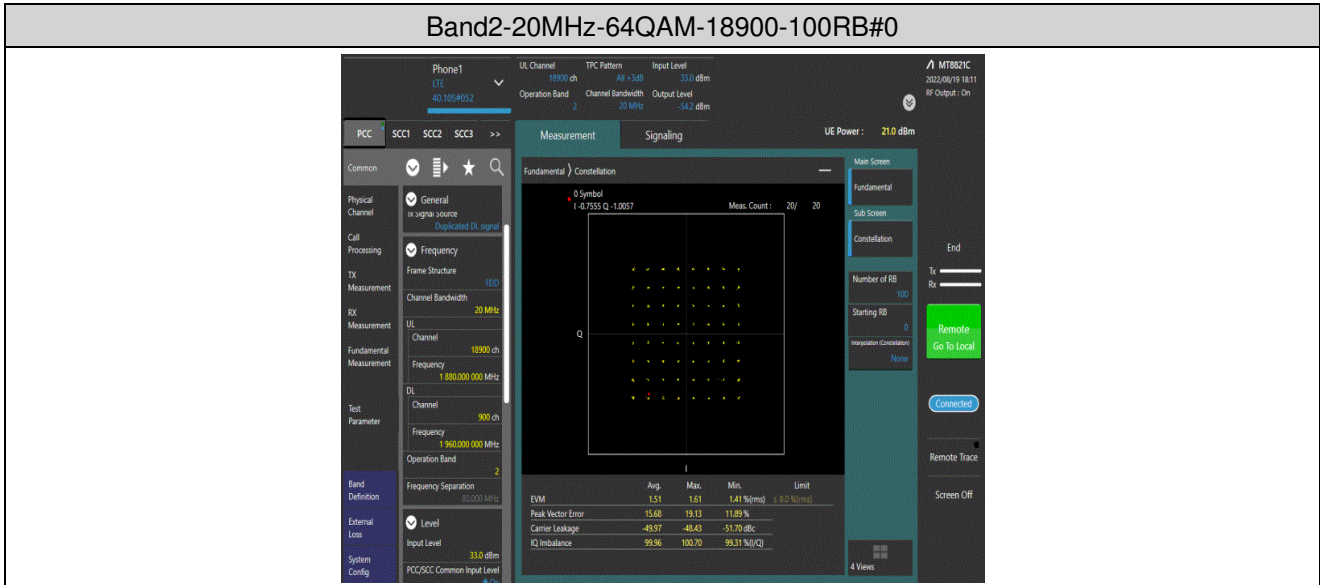 Band2-20MHz-64QAM-18900-100RB#0
Phone1
LTE
40.10S#052
UL Channel TPC Pattern Input Level
18900 ch All +3dB 33.0 dBm
Operation Band Channel Bandwidth Output Level
2 20 MHz -54.2 dBm
MT8821C
2022/08/19 18:11
RF Output : On
PCC SCC1 SCC2 SCC3 >>
Measurement Signaling
UE Power : 21.0 dBm
Common
Physical
Channel
Call
Processing
TX
Measurement
RX
Measurement
Fundamental
Measurement
Test
Parameter
Band
Definition
External
Loss
System
Config
General
Tx Signal Source
Duplicated DL signal
Frequency
Frame Structure
FDD
Channel Bandwidth
20 MHz
UL
Channel
18900 ch
Frequency
1 880.000 000 MHz
DL
Channel
900 ch
Frequency
1 960.000 000 MHz
Operation Band
2
Frequency Separation
80.000 MHz
Level
Input Level
33.0 dBm
PCC/SCC Common Input Level
On
Fundamental 〉 Constellation
0 Symbol
I -0.7555 Q -1.0057 Meas. Count : 20/ 20
Q
I
Avg. Max. Min. Limit
EVM 1.51 1.61 1.41 %(rms) ≤ 8.0 %(rms)
Peak Vector Error 15.68 19.13 11.89 %
Carrier Leakage -49.97 -48.43 -51.70 dBc
IQ Imbalance 99.96 100.70 99.31 %(I/Q)
Main Screen
Fundamental
Sub Screen
Constellation
Number of RB
100
Starting RB
0
Interpolation (Constellation)
None
4 Views
End
Tx
Rx
Remote
Go To Local
Connected
Remote Trace
Screen Off